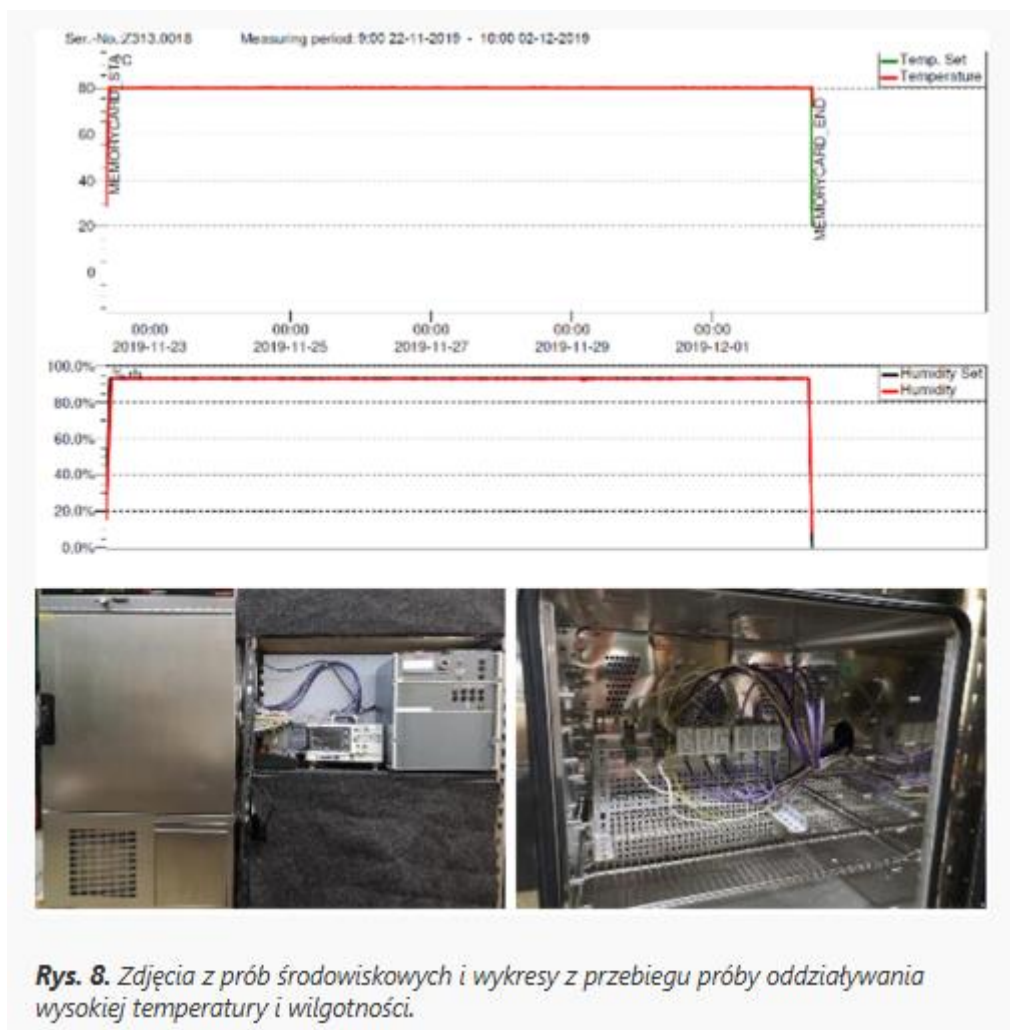 Ser.-No.:Z313.0018 Measuring period: 9:00 22-11-2019 - 10:00 02-12-2019
°C
Temp. Set
Temperature
MEMORYCARD_STA
MEMORYCARD_END
80
60
40
20
0
00:00 00:00 00:00 00:00 00:00
2019-11-23 2019-11-25 2019-11-27 2019-11-29 2019-12-01
100.0%
% rh
Humidity Set
Humidity
80.0%
60.0%
40.0%
20.0%
0.0%
Rys. 8. Zdjęcia z prób środowiskowych i wykresy z przebiegu próby oddziaływania
wysokiej temperatury i wilgotności.